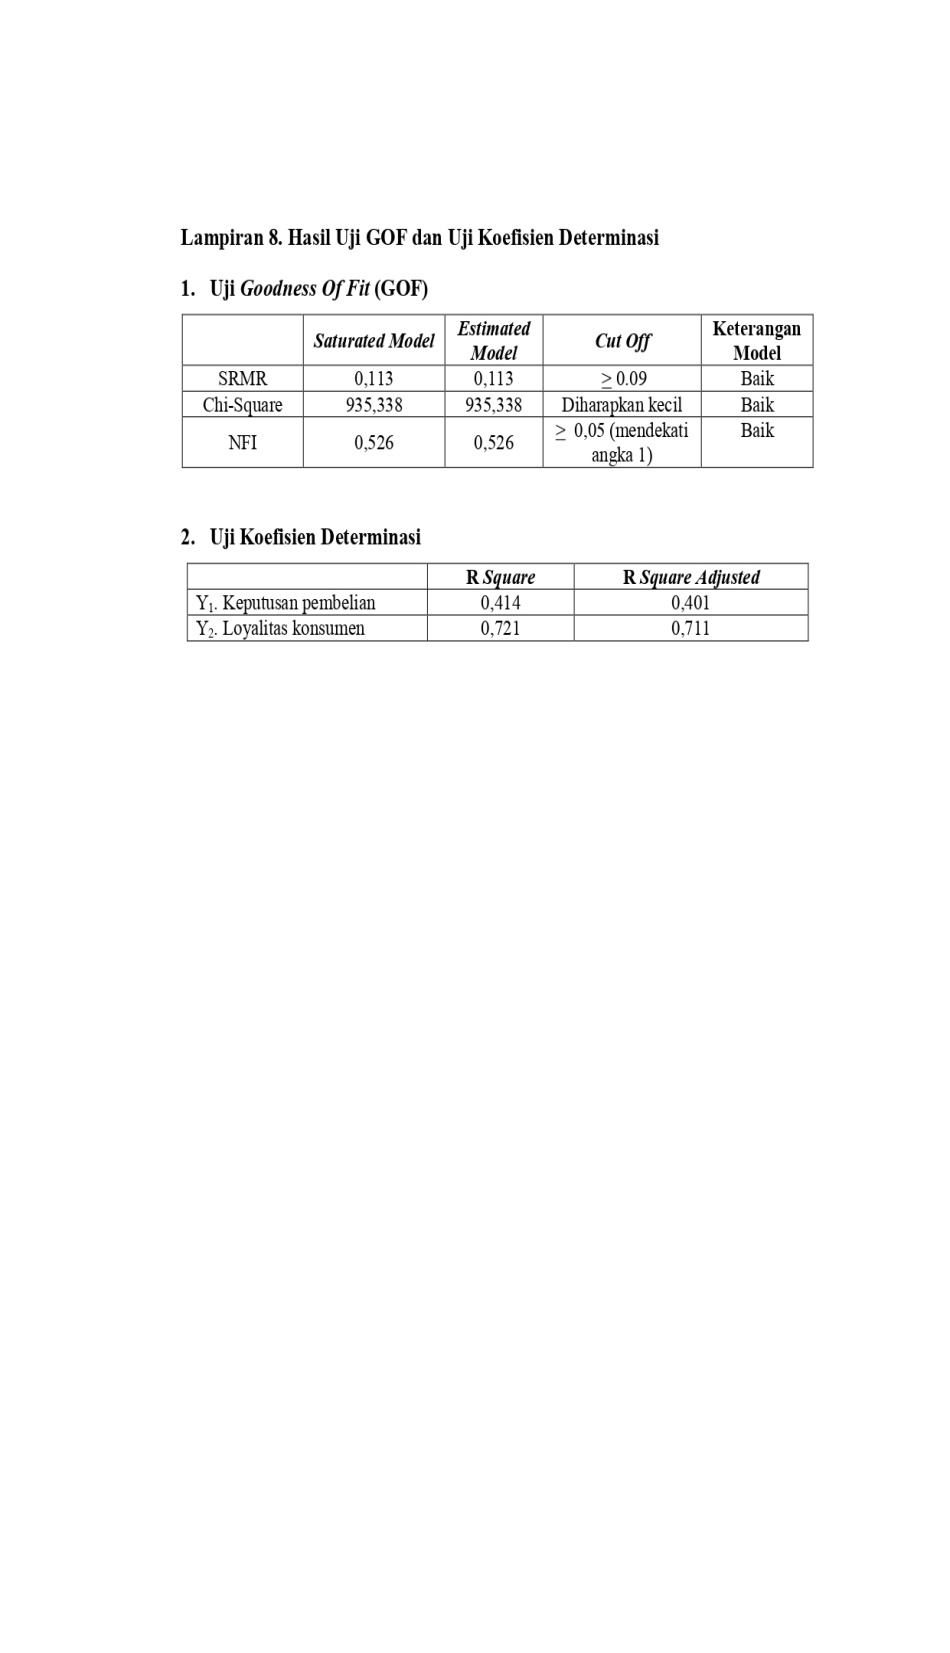 Lampiran 8. Hasil Uji GOF dan Uji Koefisien Determinasi
1. Uji Goodness Of Fit (GOF)
Saturated Model Estimated Model Cut Off Keterangan Model
SRMR 0,113 0,113 ≥ 0.09 Baik
Chi-Square 935,338 935,338 Diharapkan kecil Baik
NFI 0,526 0,526 ≥ 0,05 (mendekati angka 1) Baik
2. Uji Koefisien Determinasi
R Square R Square Adjusted
Y₁. Keputusan pembelian 0,414 0,401
Y₂. Loyalitas konsumen 0,721 0,711